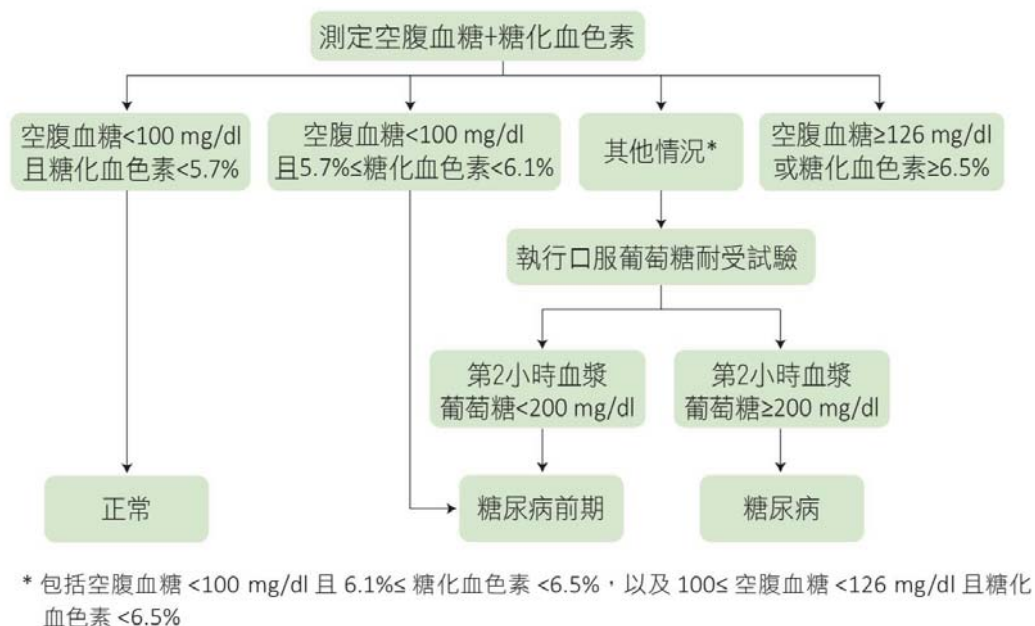 測定空腹血糖+糖化血色素
空腹血糖<100 mg/dl
且糖化血色素<5.7%
空腹血糖<100 mg/dl
且5.7%≤糖化血色素<6.1%
其他情況*
空腹血糖≥126 mg/dl
或糖化血色素≥6.5%
執行口服葡萄糖耐受試驗
第2小時血漿
葡萄糖<200 mg/dl
第2小時血漿
葡萄糖≥200 mg/dl
正常
糖尿病前期
糖尿病
* 包括空腹血糖 <100 mg/dl 且 6.1%≤ 糖化血色素 <6.5%,以及 100≤ 空腹血糖 <126 mg/dl 且糖化
血色素 <6.5%